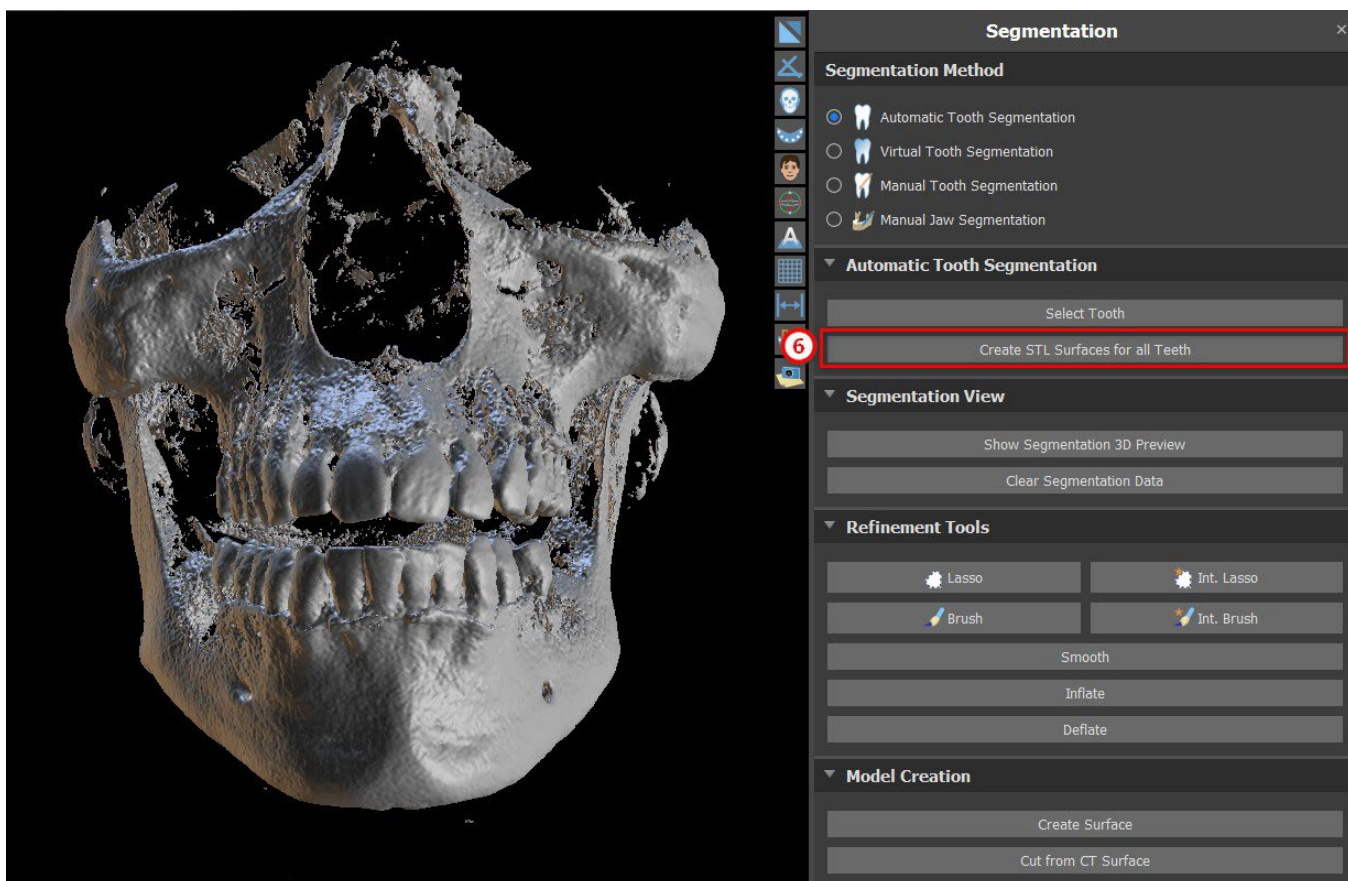 Segmentation
×
Segmentation Method
Automatic Tooth Segmentation
Virtual Tooth Segmentation
Manual Tooth Segmentation
Manual Jaw Segmentation
A
Automatic Tooth Segmentation
Select Tooth
6
Create STL Surfaces for all Teeth
Segmentation View
Show Segmentation 3D Preview
Clear Segmentation Data
Refinement Tools
Lasso Int. Lasso
Brush Int. Brush
Smooth
Inflate
Deflate
Model Creation
Create Surface
Cut from CT Surface